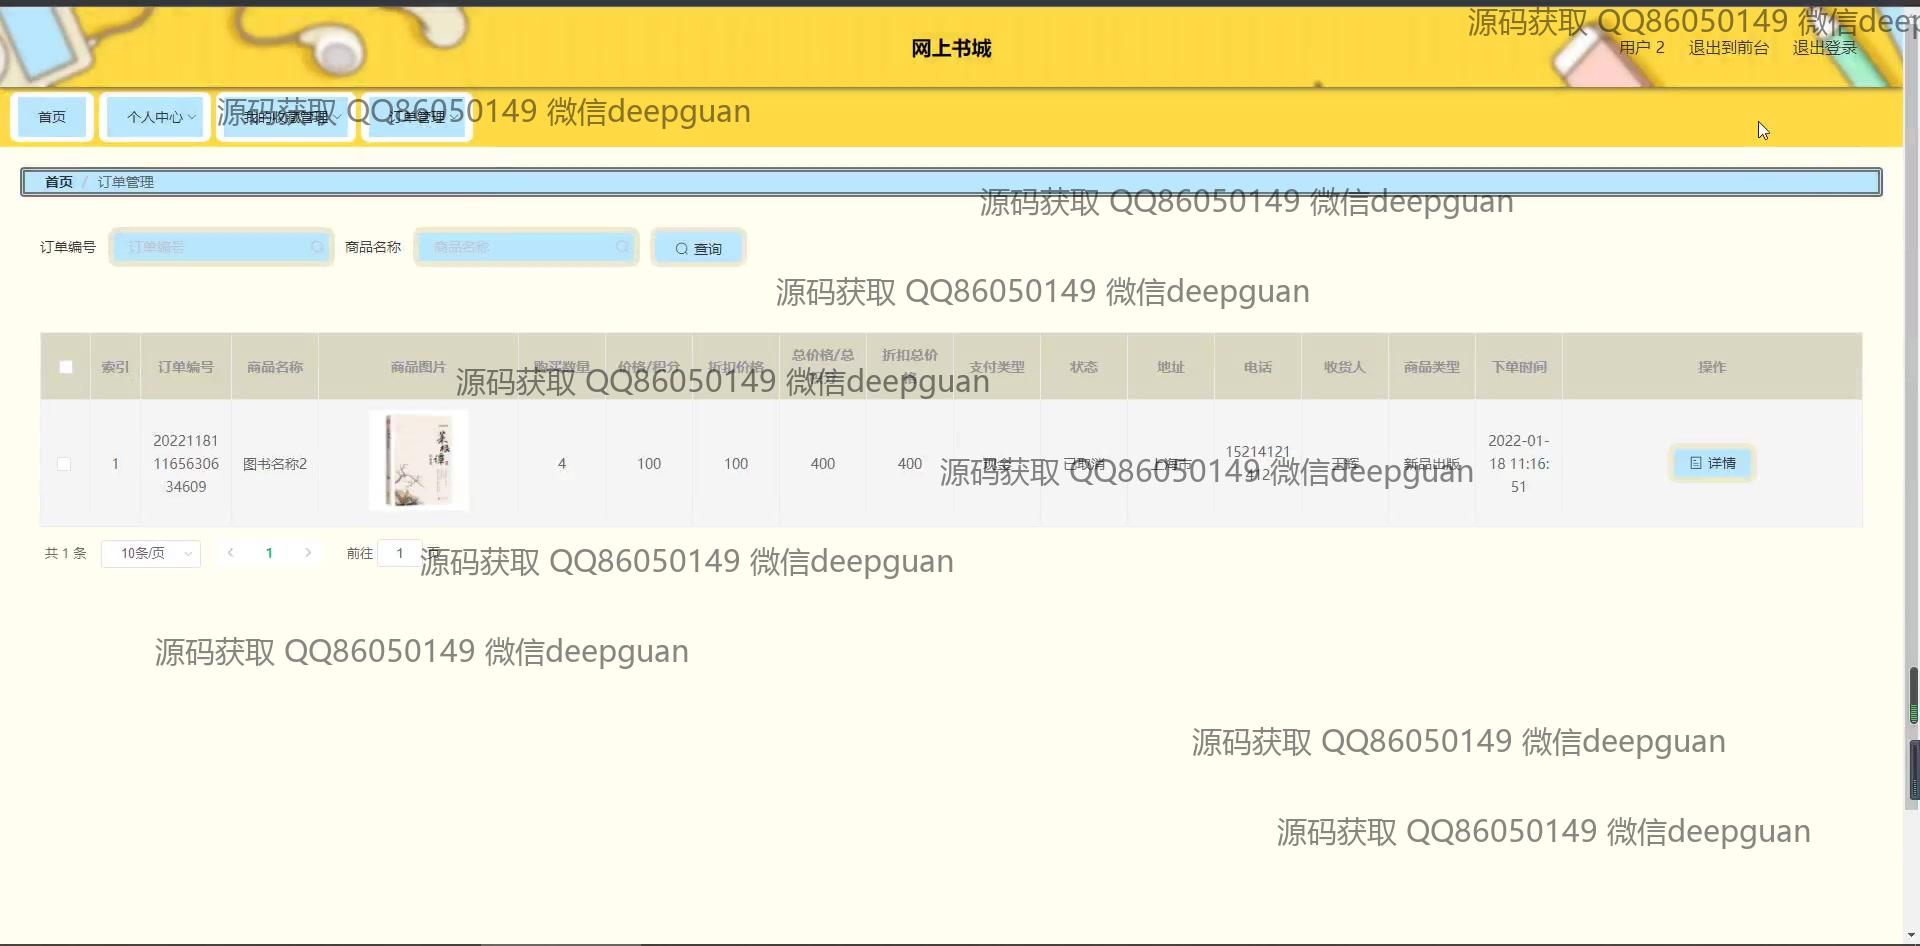 源码获取 QQ86050149 微信deep
网上书城
用户 2 退出到前台 退出登录
首页 个人中心 我的收藏管理 订单管理
源码获取 QQ86050149 微信deepguan
首页 / 订单管理
源码获取 QQ86050149 微信deepguan
订单编号 订单编号 商品名称 商品名称 查询
源码获取 QQ86050149 微信deepguan
索引 订单编号 商品名称 商品图片 购买数量 价格/积分 折扣价格 总价格/总 折扣总价 支付类型 状态 地址 电话 收货人 商品类型 下单时间 操作
源码获取 QQ86050149 微信deepguan
1 20221181 11656306 34609 图书名称2 菜根谭 4 100 100 400 400 现金 已取消 上海市 15214121 412 王辉 新品出版 2022-01- 18 11:16: 51 详情
源码获取 QQ86050149 微信deepguan
共 1 条 10条/页 1 前往 1 页
源码获取 QQ86050149 微信deepguan
源码获取 QQ86050149 微信deepguan
源码获取 QQ86050149 微信deepguan
源码获取 QQ86050149 微信deepguan